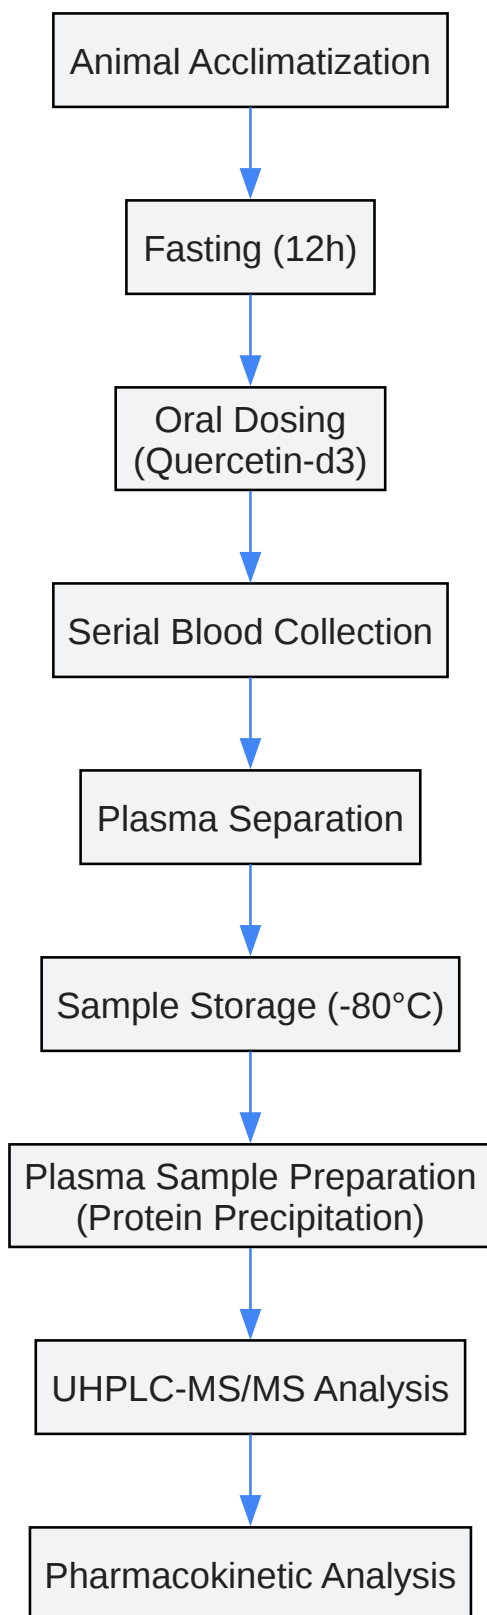 Animal Acclimatization
Fasting (12h)
Oral Dosing
(Quercetin-d3)
Serial Blood Collection
Plasma Separation
Sample Storage (-80°C)
Plasma Sample Preparation
(Protein Precipitation)
UHPLC-MS/MS Analysis
Pharmacokinetic Analysis